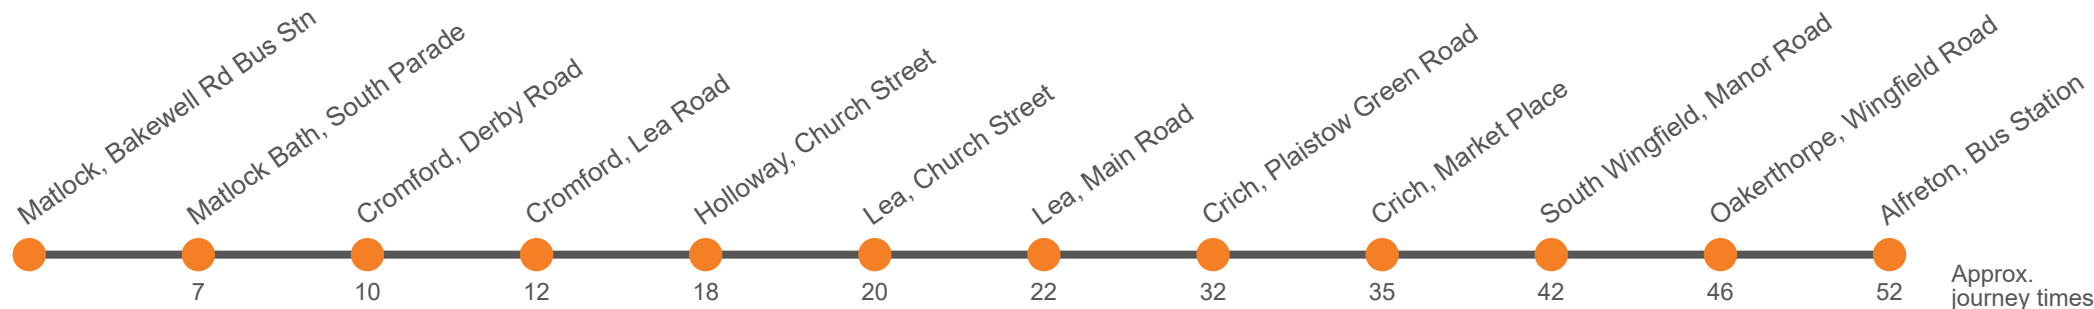 Matlock, Bakewell Rd Bus Stn
Matlock Bath, South Parade
Cromford, Derby Road
Cromford, Lea Road
Holloway, Church Street
Lea, Church Street
Lea, Main Road
Crich, Plaistow Green Road
Crich, Market Place
South Wingfield, Manor Road
Oakerthorpe, Wingfield Road
Alfreton, Bus Station
7
10
12
18
20
22
32
35
42
46
52
Approx.
journey times